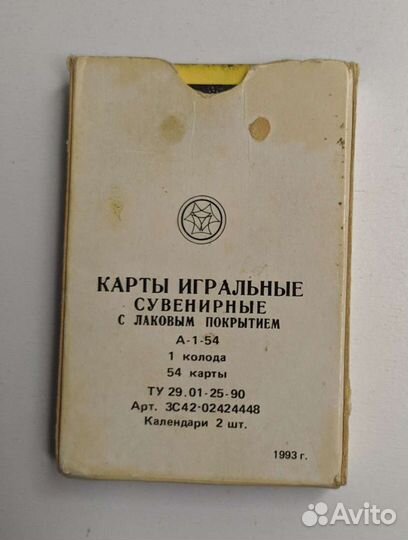 КАРТЫ ИГРАЛЬНЫЕ
СУВЕНИРНЫЕ
С ЛАКОВЫМ ПОКРЫТИЕМ
А-1-54
1 колода
54 карты
ТУ 29.01-25-90
Арт. 3С42-02424448
Календари 2 шт.
1993 г.
Avito